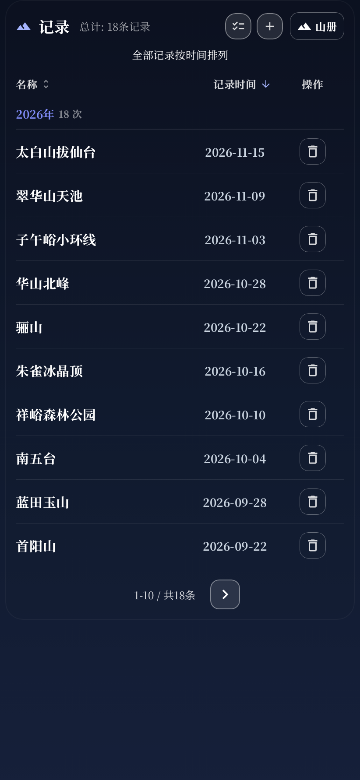 记录 总计: 18条记录 山册
全部记录按时间排列
名称 记录时间 操作
2026年 18 次
太白山拔仙台 2026-11-15
翠华山天池 2026-11-09
子午峪小环线 2026-11-03
华山北峰 2026-10-28
骊山 2026-10-22
朱雀冰晶顶 2026-10-16
祥峪森林公园 2026-10-10
南五台 2026-10-04
蓝田玉山 2026-09-28
首阳山 2026-09-22
1-10 / 共18条